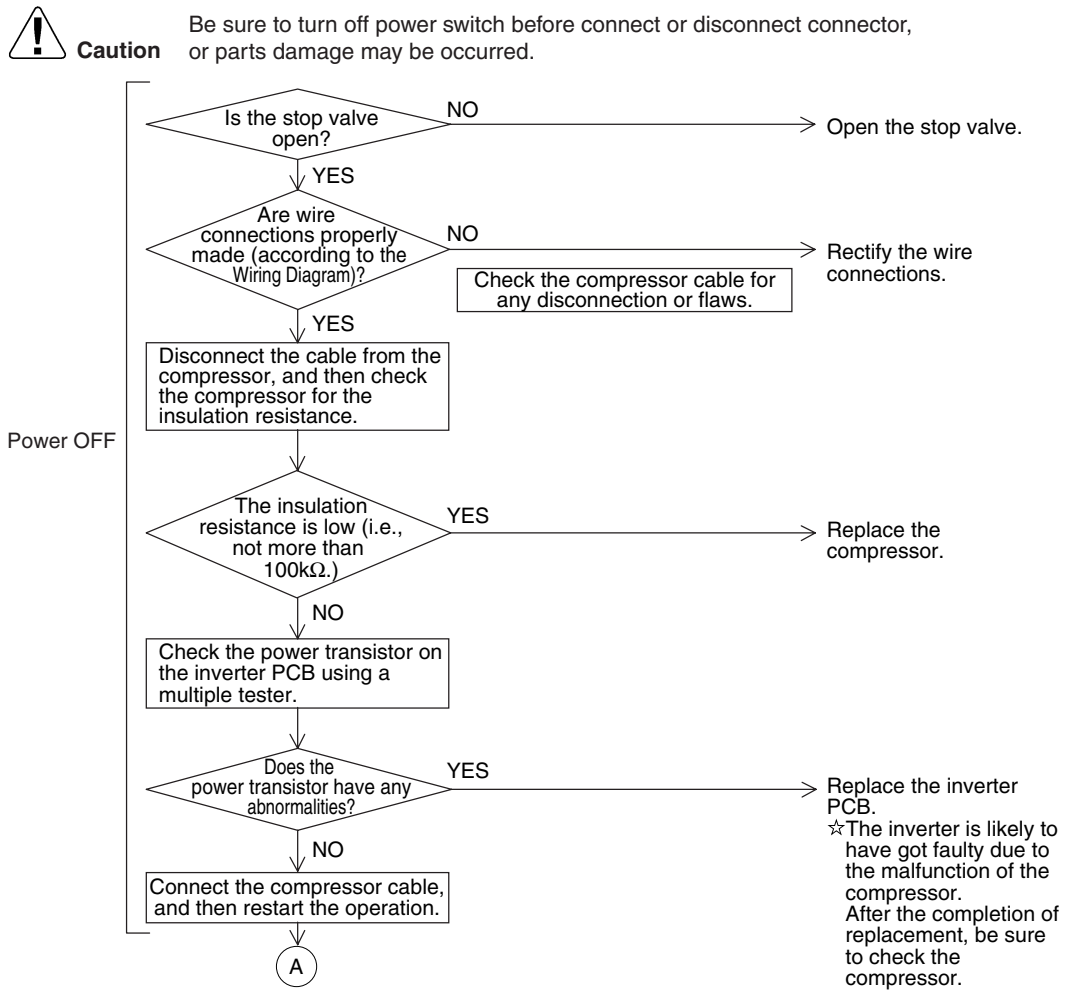 Caution
Be sure to turn off power switch before connect or disconnect connector,
or parts damage may be occurred.
Power OFF
Is the stop valve
open?
NO
Open the stop valve.
YES
Are wire
connections properly
made (according to the
Wiring Diagram)?
NO
Rectify the wire
connections.
Check the compressor cable for
any disconnection or flaws.
YES
Disconnect the cable from the
compressor, and then check
the compressor for the
insulation resistance.
The insulation
resistance is low (i.e.,
not more than
100kΩ.)
YES
Replace the
compressor.
NO
Check the power transistor on
the inverter PCB using a
multiple tester.
Does the
power transistor have any
abnormalities?
YES
Replace the inverter
PCB.
☆The inverter is likely to
have got faulty due to
the malfunction of the
compressor.
After the completion of
replacement, be sure
to check the
compressor.
NO
Connect the compressor cable,
and then restart the operation.
A